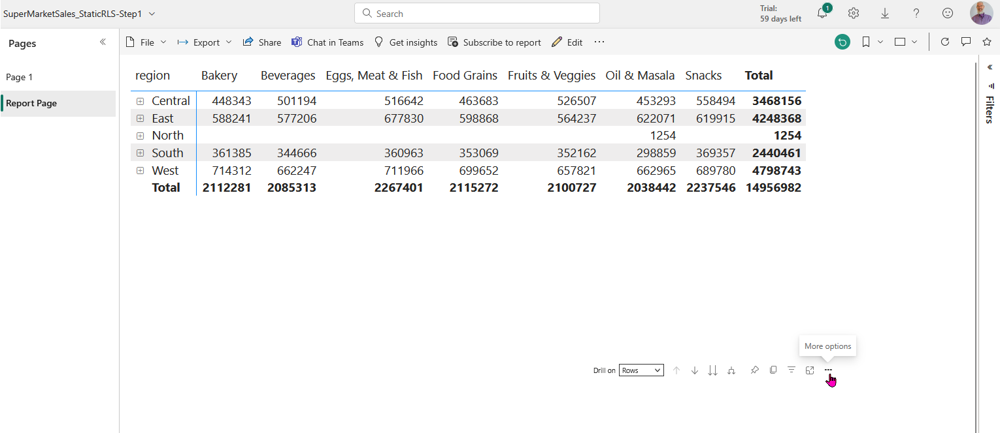 SuperMarketSales_StaticRLS-Step1
Search
Trial:
59 days left
1
?
Pages
File
Export
Share
Chat in Teams
Get insights
Subscribe to report
Edit
Page 1
Report Page
region Bakery Beverages Eggs, Meat & Fish Food Grains Fruits & Veggies Oil & Masala Snacks Total
Central 448343 501194 516642 463683 526507 453293 558494 3468156
East 588241 577206 677830 598868 564237 622071 619915 4248368
North 1254 1254
South 361385 344666 360963 353069 352162 298859 369357 2440461
West 714312 662247 711966 699652 657821 662965 689780 4798743
Total 2112281 2085313 2267401 2115272 2100727 2038442 2237546 14956982
Filters
More options
Drill on Rows